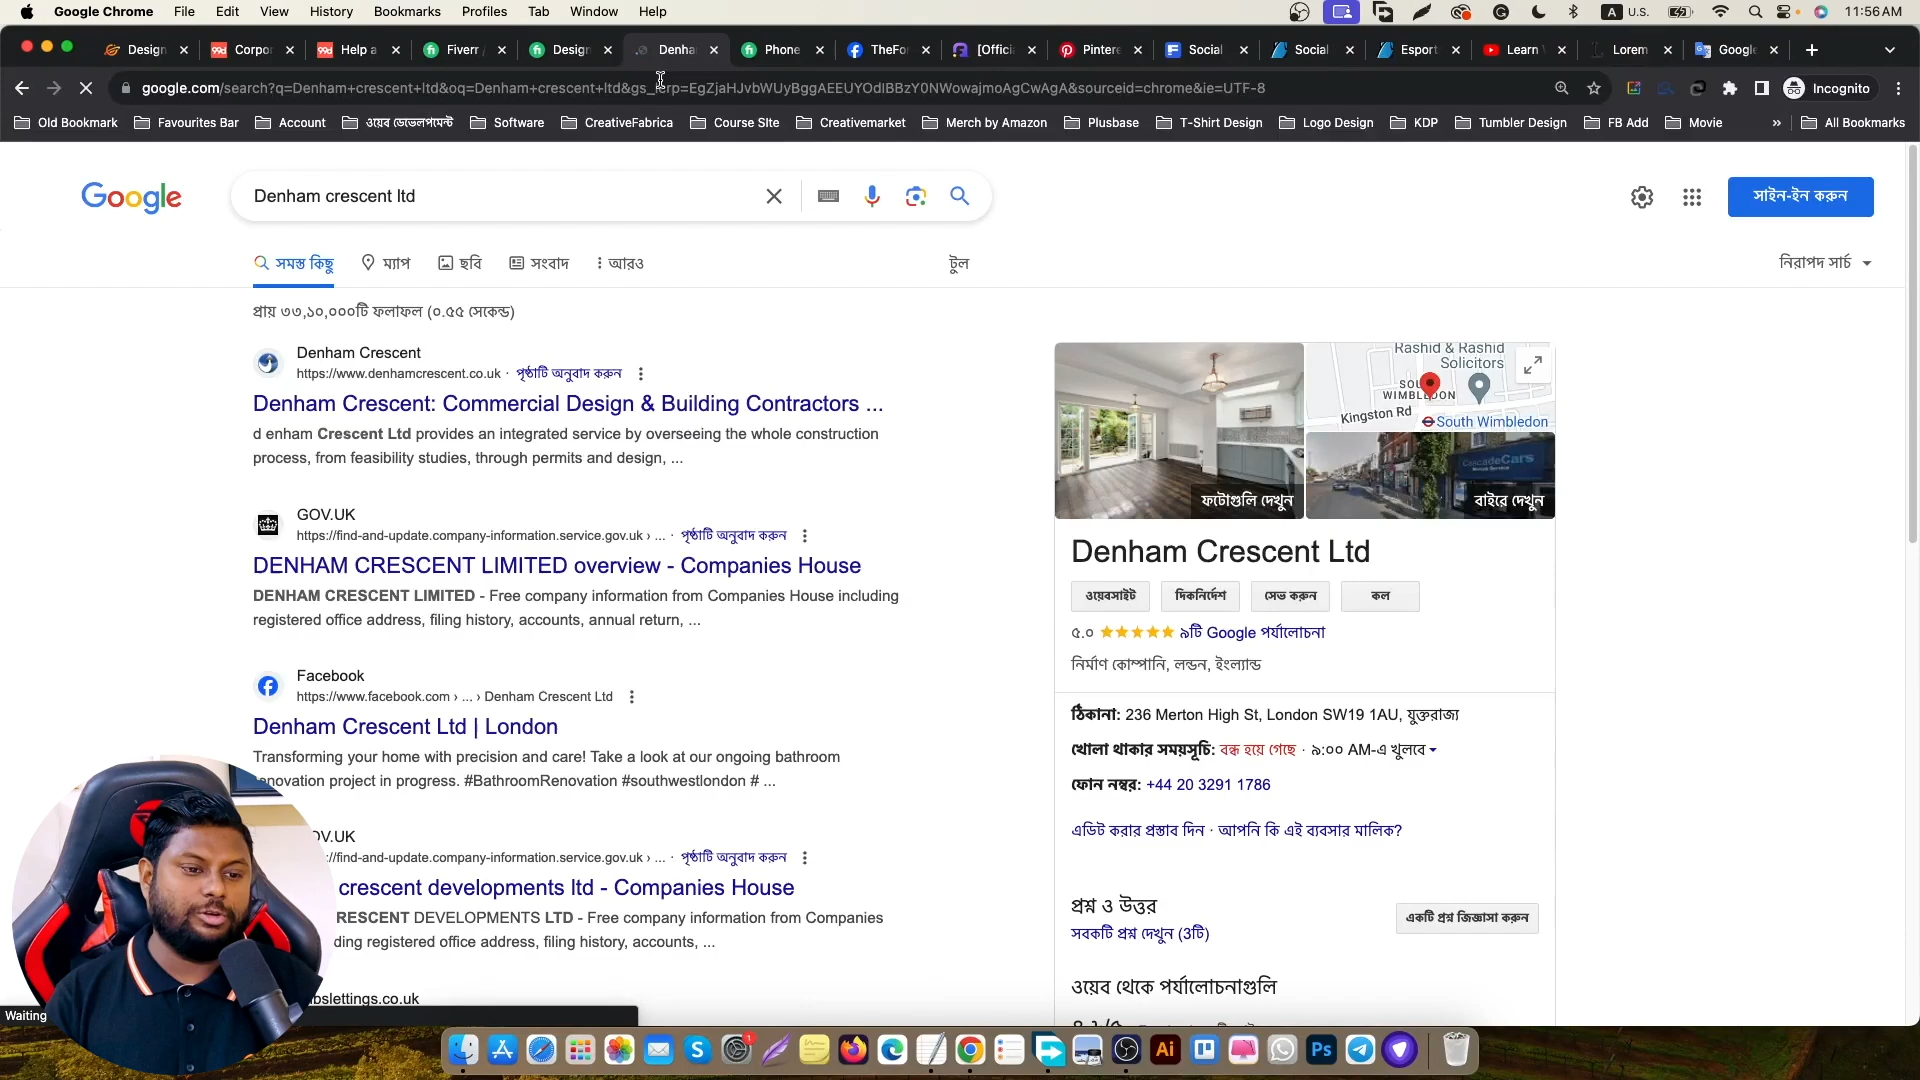 Google Chrome File Edit View History Bookmarks Profiles Tab Window Help A U.S. 11:56 AM
Design Corpor Help a Fiverr Design Denha Phone TheFor [Offici Pintere Social Social Esport Learn Lorem Google
google.com/search?q=Denham+crescent+ltd&oq=Denham+crescent+ltd&gs_lcrp=EgZjaHJvbWUyBggAEEUYOdIBBzY0NWowajmoAgCwAgA&sourceid=chrome&ie=UTF-8 Incognito
Old Bookmark Favourites Bar Account ওয়েব ডেভেলপমেন্ট Software CreativeFabrica Course SIte Creativemarket Merch by Amazon Plusbase T-Shirt Design Logo Design KDP Tumbler Design FB Add Movie » All Bookmarks
Google Denham crescent ltd সাইন-ইন করুন
সমস্ত কিছু ম্যাপ ছবি সংবাদ আরও টুল নিরাপদ সার্চ
প্রায় ৩৩,১০,০০০টি ফলাফল (০.৫৫ সেকেন্ড)
Denham Crescent
https://www.denhamcrescent.co.uk · পৃষ্ঠাটি অনুবাদ করুন
Denham Crescent: Commercial Design & Building Contractors ...
d enham Crescent Ltd provides an integrated service by overseeing the whole construction
process, from feasibility studies, through permits and design, ...
GOV.UK
https://find-and-update.company-information.service.gov.uk › ... · পৃষ্ঠাটি অনুবাদ করুন
DENHAM CRESCENT LIMITED overview - Companies House
DENHAM CRESCENT LIMITED - Free company information from Companies House including
registered office address, filing history, accounts, annual return, ...
Facebook
https://www.facebook.com › ... › Denham Crescent Ltd
Denham Crescent Ltd | London
Transforming your home with precision and care! Take a look at our ongoing bathroom
enovation project in progress. #BathroomRenovation #southwestlondon # ...
OV.UK
://find-and-update.company-information.service.gov.uk › ... · পৃষ্ঠাটি অনুবাদ করুন
crescent developments ltd - Companies House
RESCENT DEVELOPMENTS LTD - Free company information from Companies
ding registered office address, filing history, accounts, ...
bslettings.co.uk
Waiting
Rashid & Rashid
Solicitors
WIMBLEDON
Kingston Rd
South Wimbledon
CascadeCars
ফটোগুলি দেখুন
বাইরে দেখুন
Denham Crescent Ltd
ওয়েবসাইট দিকনির্দেশ সেভ করুন কল
৫.০ ৯টি Google পর্যালোচনা
নির্মাণ কোম্পানি, লন্ডন, ইংল্যান্ড
ঠিকানা: 236 Merton High St, London SW19 1AU, যুক্তরাজ্য
খোলা থাকার সময়সূচি: বন্ধ হয়ে গেছে · ৯:০০ AM-এ খুলবে
ফোন নম্বর: +44 20 3291 1786
এডিট করার প্রস্তাব দিন · আপনি কি এই ব্যবসার মালিক?
প্রশ্ন ও উত্তর
সবকটি প্রশ্ন দেখুন (3টি)
একটি প্রশ্ন জিজ্ঞাসা করুন
ওয়েব থেকে পর্যালোচনাগুলি
Ai Ps